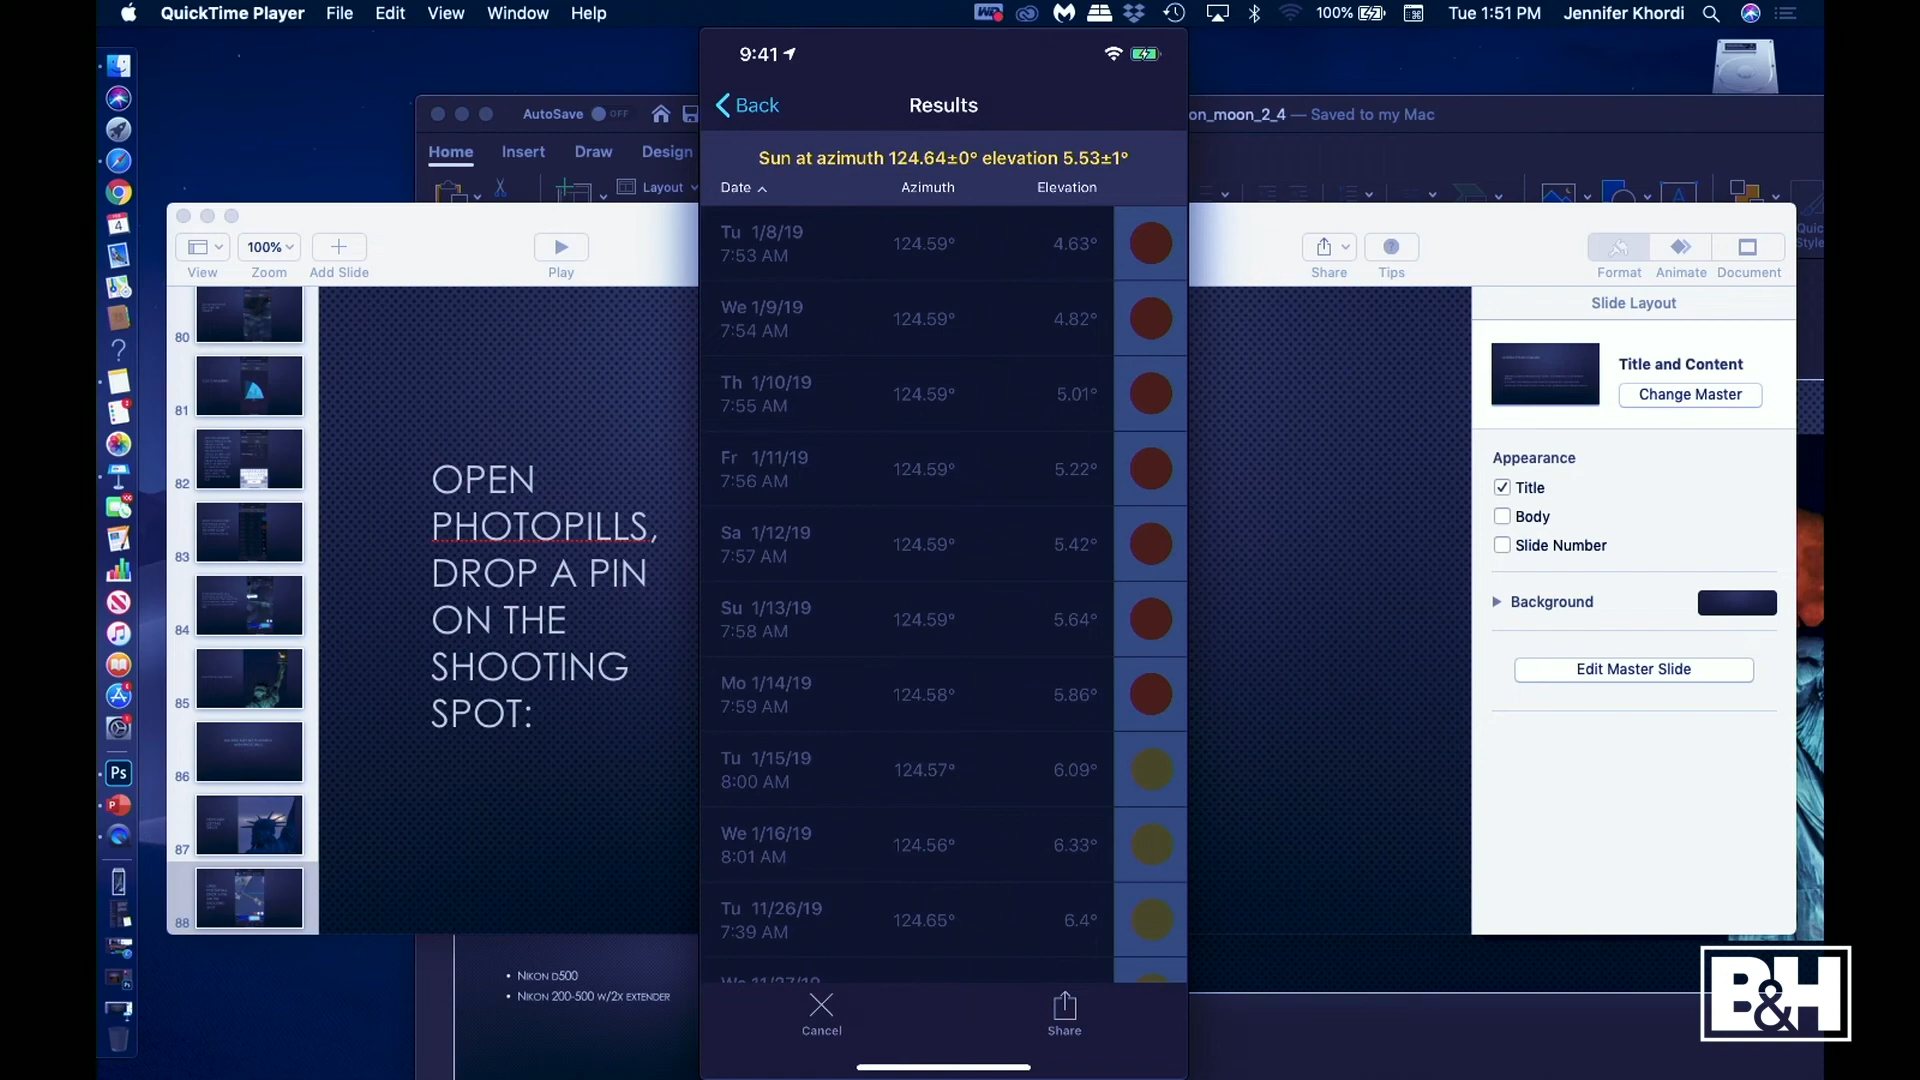 QuickTime Player File Edit View Window Help
100% Tue 1:51 PM Jennifer Khordi
9:41
Back Results
Sun at azimuth 124.64±0° elevation 5.53±1°
Date Azimuth Elevation
Tu 1/8/19
7:53 AM
124.59° 4.63°
We 1/9/19
7:54 AM
124.59° 4.82°
Th 1/10/19
7:55 AM
124.59° 5.01°
Fr 1/11/19
7:56 AM
124.59° 5.22°
Sa 1/12/19
7:57 AM
124.59° 5.42°
Su 1/13/19
7:58 AM
124.59° 5.64°
Mo 1/14/19
7:59 AM
124.58° 5.86°
Tu 1/15/19
8:00 AM
124.57° 6.09°
We 1/16/19
8:01 AM
124.56° 6.33°
Tu 11/26/19
7:39 AM
124.65° 6.4°
We 11/27/19
Cancel Share
AutoSave OFF
on_moon_2_4 — Saved to my Mac
Home Insert Draw Design
Layout
100%
View Zoom Add Slide Play Share Tips Format Animate Document
80
81
82
83
84
85
86
87
88
OPEN
PHOTOPILLS,
DROP A PIN
ON THE
SHOOTING
SPOT:
Slide Layout
Title and Content
Change Master
Appearance
Title
Body
Slide Number
Background
Edit Master Slide
• NIKON D500
• NIKON 200-500 W/2X EXTENDER
Ps
B&H